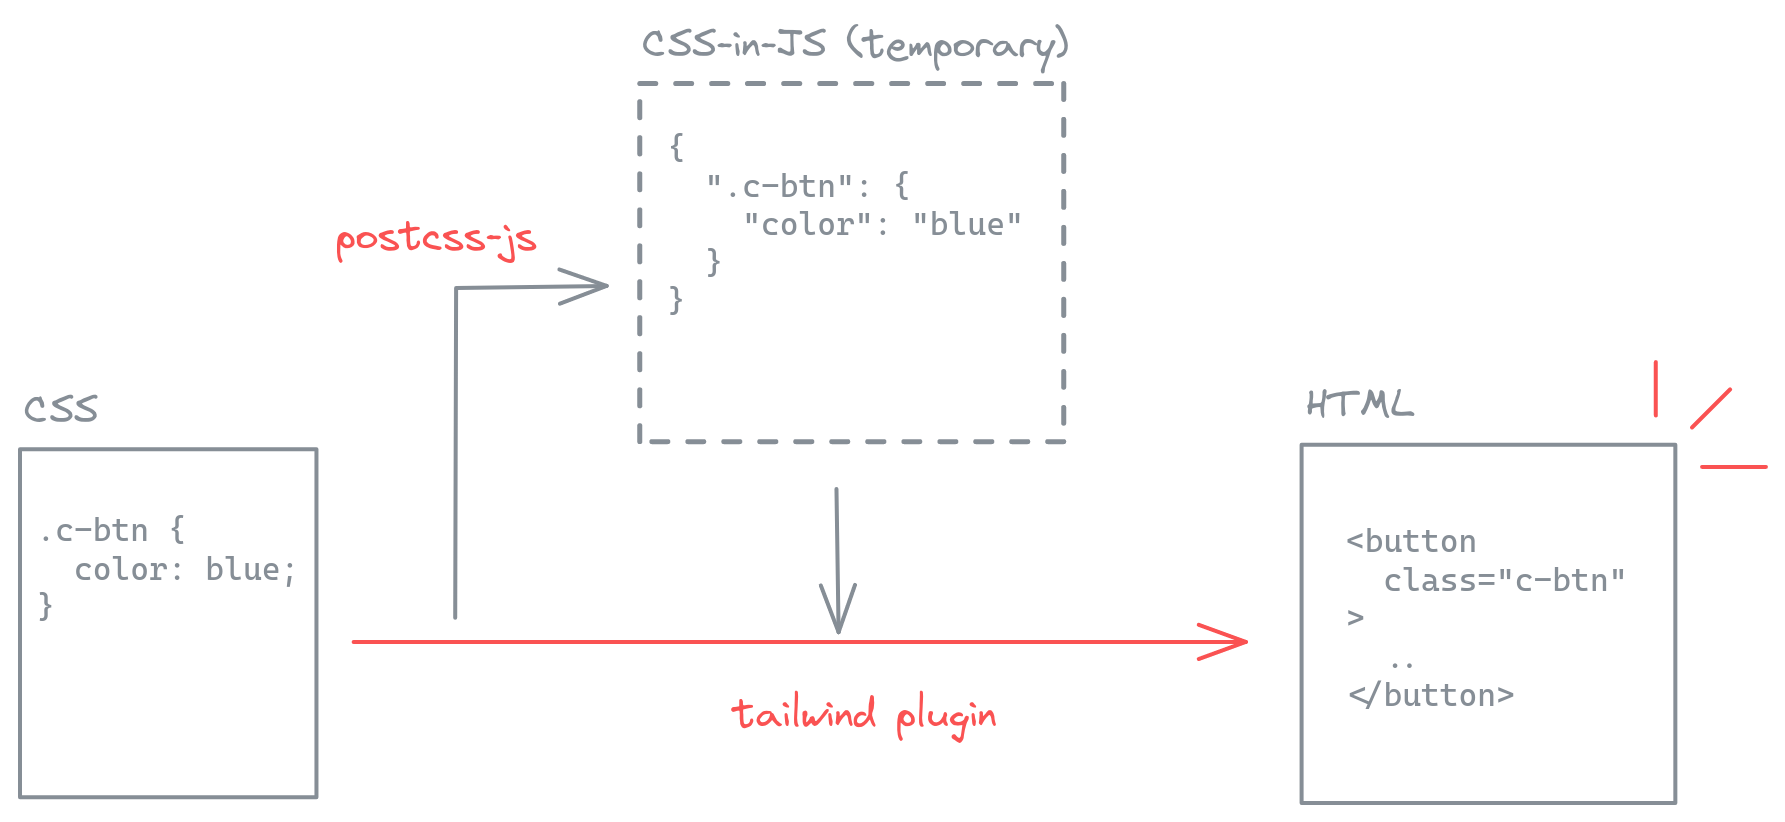 CSS-in-JS (temporary)
{
  ".c-btn": {
    "color": "blue"
  }
}
postcss-js
CSS
.c-btn {
  color: blue;
}
tailwind plugin
HTML
<button
  class="c-btn"
>
  ..
</button>